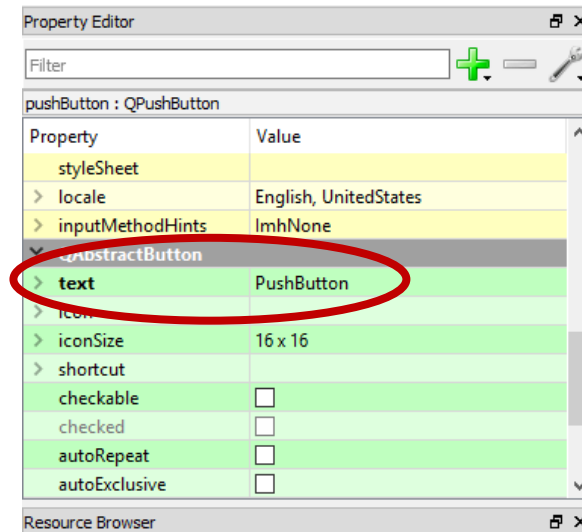 Property Editor
Filter
pushButton : QPushButton
Property Value
styleSheet
locale English, UnitedStates
inputMethodHints ImhNone
QAbstractButton
text PushButton
icon
iconSize 16 x 16
shortcut
checkable
checked
autoRepeat
autoExclusive
Resource Browser